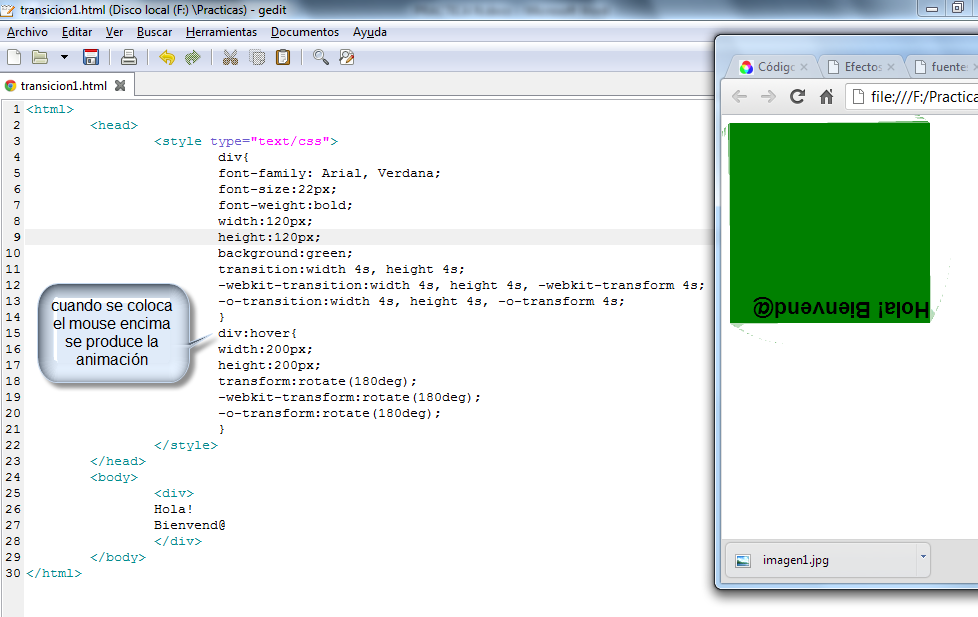 transicion1.html (Disco local (F:) \Practicas) - gedit
Archivo Editar Ver Buscar Herramientas Documentos Ayuda
transicion1.html
1 <html>
2 <head>
3 <style type="text/css">
4 div{
5 font-family: Arial, Verdana;
6 font-size:22px;
7 font-weight:bold;
8 width:120px;
9 height:120px;
10 background:green;
11 transition:width 4s, height 4s;
12 -webkit-transition:width 4s, height 4s, -webkit-transform 4s;
13 -o-transition:width 4s, height 4s, -o-transform 4s;
14 }
15 div:hover{
16 width:200px;
17 height:200px;
18 transform:rotate(180deg);
19 -webkit-transform:rotate(180deg);
20 -o-transform:rotate(180deg);
21 }
22 </style>
23 </head>
24 <body>
25 <div>
26 Hola!
27 Bienvend@
28 </div>
29 </body>
30 </html>
cuando se coloca
el mouse encima
se produce la
animación
Códig Efectos fuente
file:///F:/Practica
Hola! Bienvend@
imagen1.jpg